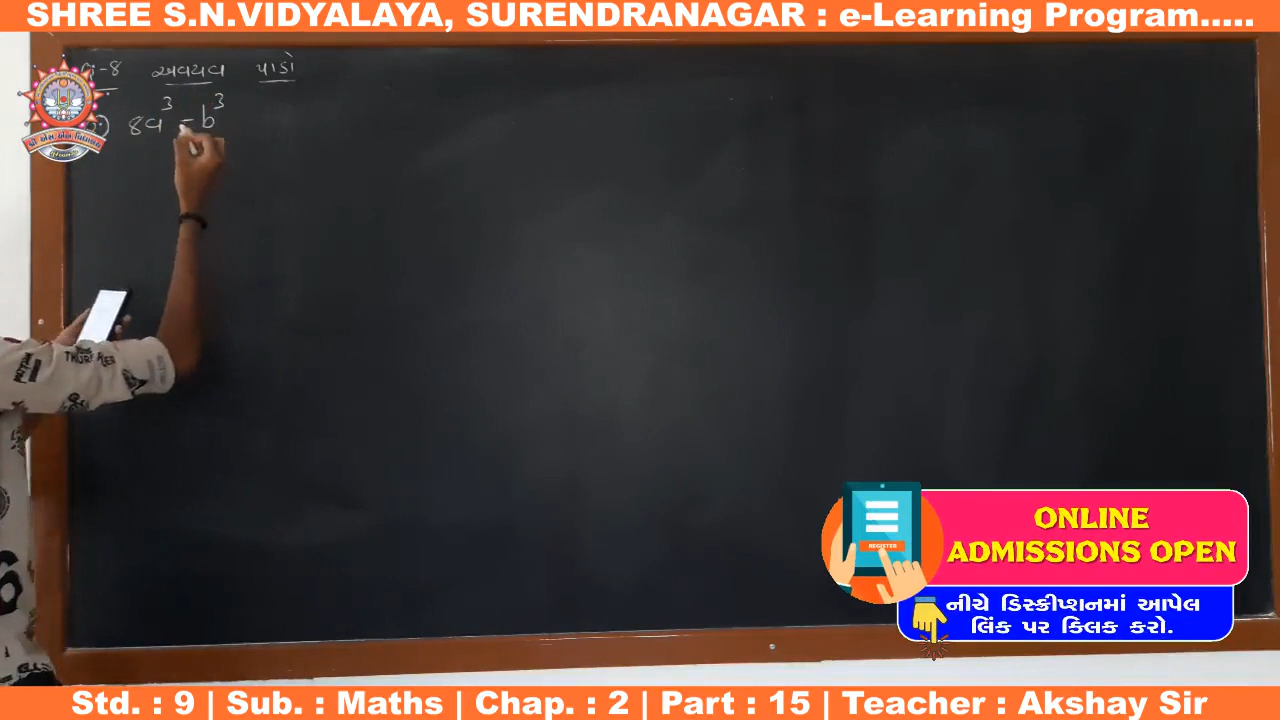 SHREE S.N.VIDYALAYA, SURENDRANAGAR : e-Learning Program.....
-8 અવયવ પાડો
8a³ - b³
ONLINE
ADMISSIONS OPEN
REGISTER
નીચે ડિસ્ક્રીપ્શનમાં આપેલ
લિંક પર ક્લિક કરો.
Std. : 9 | Sub. : Maths | Chap. : 2 | Part : 15 | Teacher : Akshay Sir